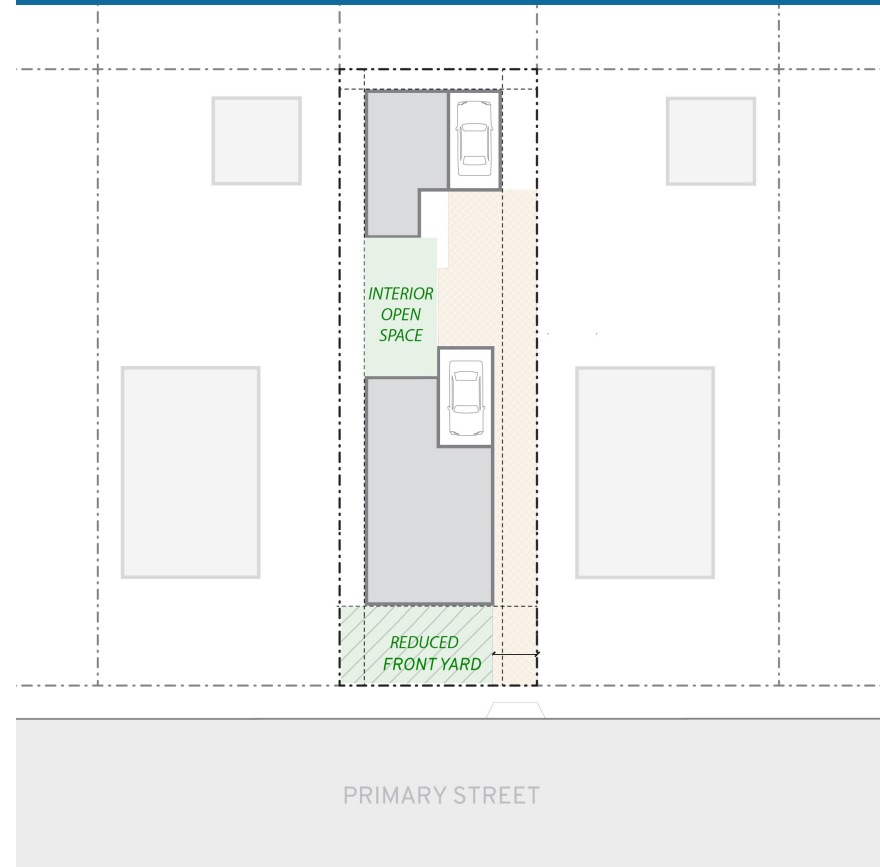 INTERIOR
OPEN
SPACE
REDUCED
FRONT YARD
PRIMARY STREET